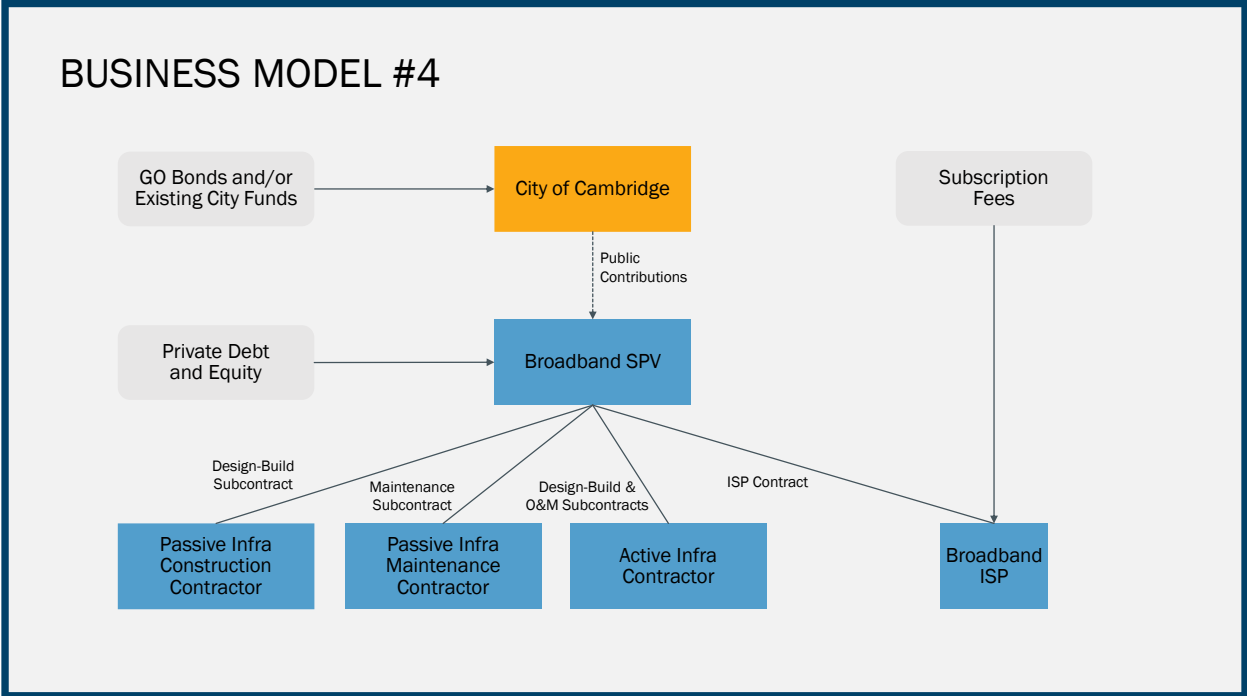 BUSINESS MODEL #4
GO Bonds and/or
Existing City Funds
City of Cambridge
Subscription
Fees
Public
Contributions
Private Debt
and Equity
Broadband SPV
Design-Build
Subcontract
Maintenance
Subcontract
Design-Build &
O&M Subcontracts
ISP Contract
Passive Infra
Construction
Contractor
Passive Infra
Maintenance
Contractor
Active Infra
Contractor
Broadband
ISP